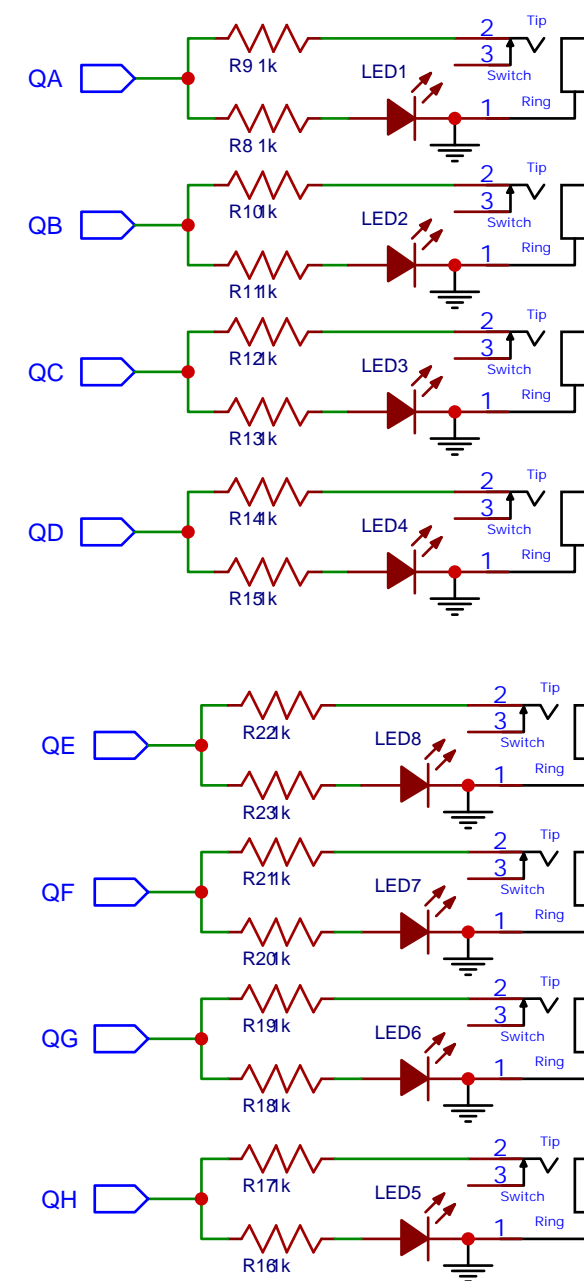 2 Tip
3
R9 1k
LED1
Switch
QA
1 Ring
R8 1k
2 Tip
3
R10 1k
LED2
Switch
QB
1 Ring
R11 1k
2 Tip
3
R12 1k
LED3
Switch
QC
1 Ring
R13 1k
2 Tip
3
R14 1k
LED4
Switch
QD
1 Ring
R15 1k
2 Tip
3
R22 1k
LED8
Switch
QE
1 Ring
R23 1k
2 Tip
3
R21 1k
LED7
Switch
QF
1 Ring
R20 1k
2 Tip
3
R19 1k
LED6
Switch
QG
1 Ring
R18 1k
2 Tip
3
R17 1k
LED5
Switch
QH
1 Ring
R16 1k